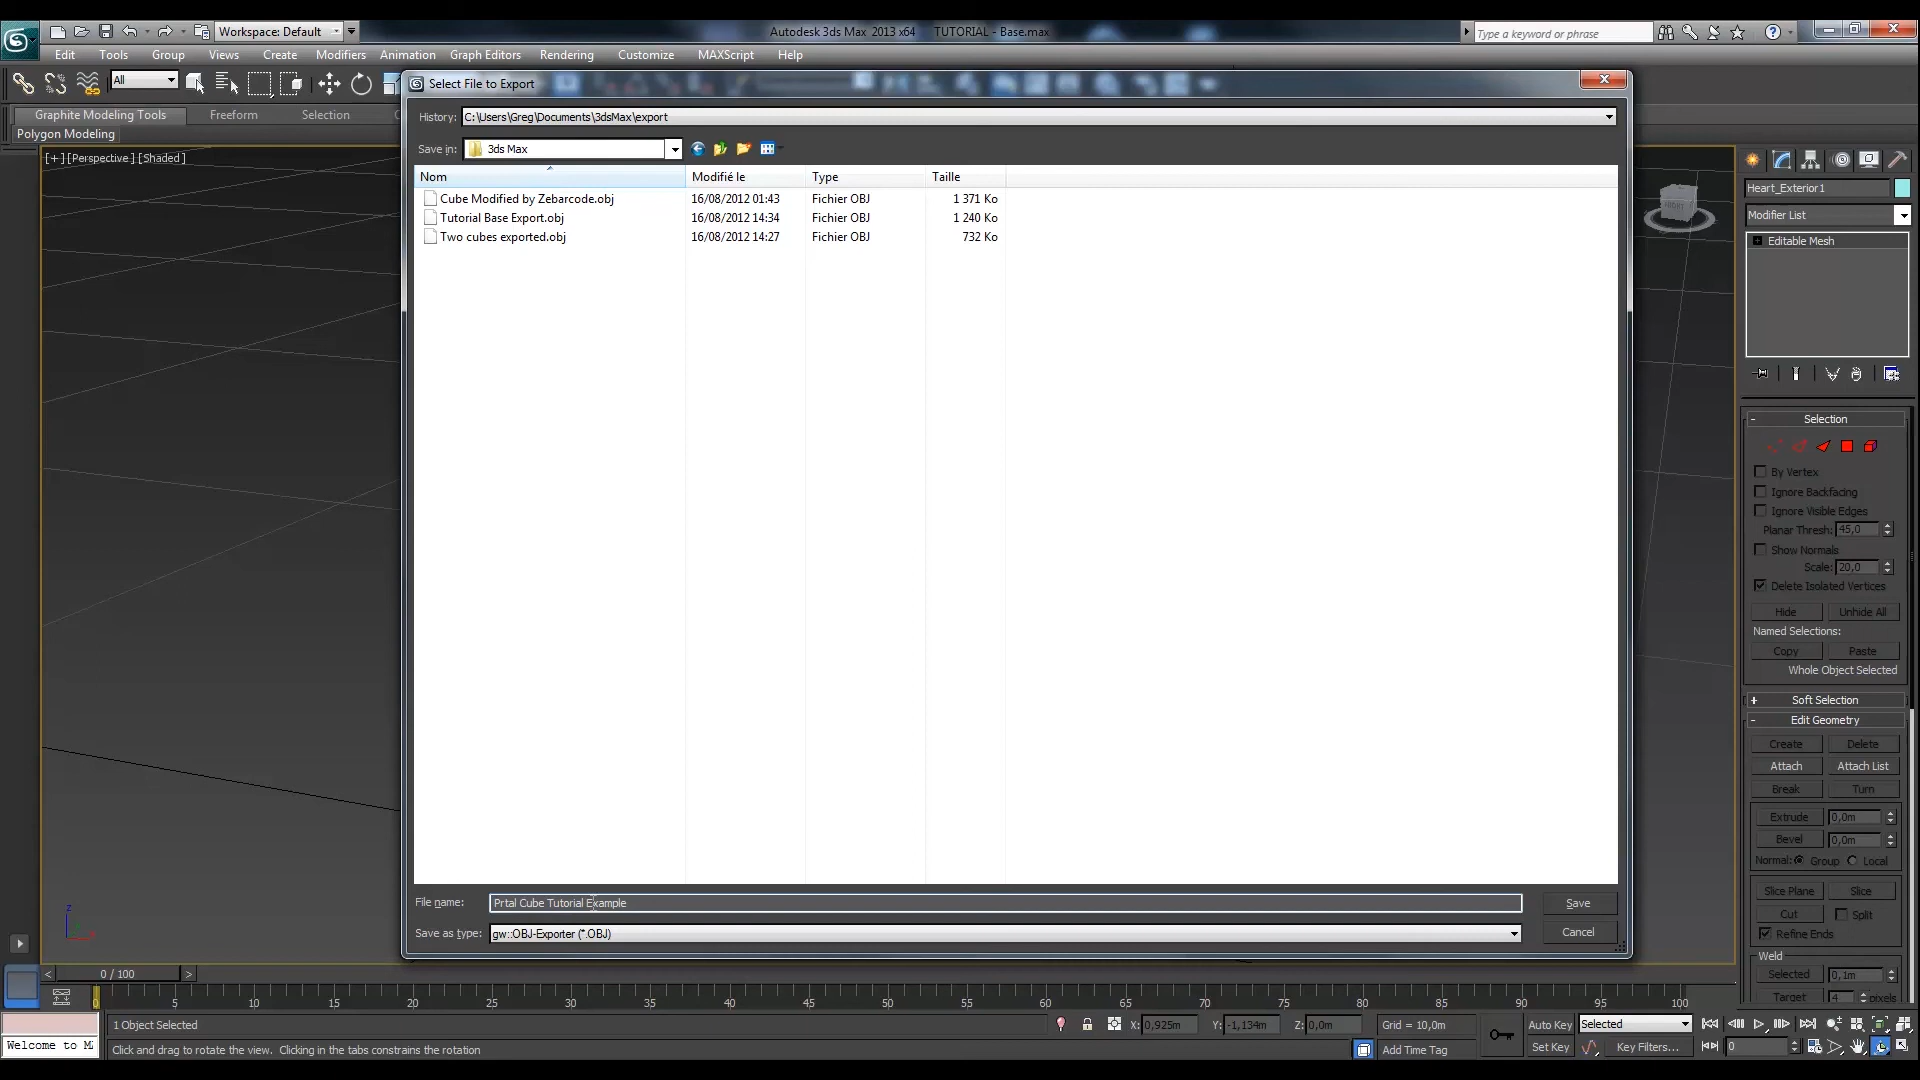 Workspace: Default
Autodesk 3ds Max 2013 x64 TUTORIAL - Base.max
Type a keyword or phrase
Edit Tools Group Views Create Modifiers Animation Graph Editors Rendering Customize MAXScript Help
All
Select File to Export
Graphite Modeling Tools Freeform Selection
Polygon Modeling
History: C:\Users\Greg\Documents\3dsMax\export
Save in: 3ds Max
[+] [Perspective] [Shaded]
Nom Modifié le Type Taille
Cube Modified by Zebarcode.obj 16/08/2012 01:43 Fichier OBJ 1 371 Ko
Tutorial Base Export.obj 16/08/2012 14:34 Fichier OBJ 1 240 Ko
Two cubes exported.obj 16/08/2012 14:27 Fichier OBJ 732 Ko
File name: Prtal Cube Tutorial Example
Save
Save as type: gw::OBJ-Exporter (*.OBJ)
Cancel
FRONT
Heart_Exterior1
Modifier List
Editable Mesh
- Selection
By Vertex
Ignore Backfacing
Ignore Visible Edges
Planar Thresh: 45,0
Show Normals
Scale: 20,0
Delete Isolated Vertices
Hide Unhide All
Named Selections:
Copy Paste
Whole Object Selected
+ Soft Selection
- Edit Geometry
Create Delete
Attach Attach List
Break Turn
Extrude 0,0m
Bevel 0,0m
Normal: Group Local
Slice Plane Slice
Cut Split
Refine Ends
Weld
Selected 0,1m
Target 4 pixels
z
< 0 / 100 >
0 5 10 15 20 25 30 35 40 45 50 55 60 65 70 75 80 85 90 95 100
1 Object Selected
X: 0,925m Y: -1,134m Z: 0,0m Grid = 10,0m
Auto Key Selected
Welcome to M
Click and drag to rotate the view. Clicking in the tabs constrains the rotation
Add Time Tag
Set Key Key Filters... 0